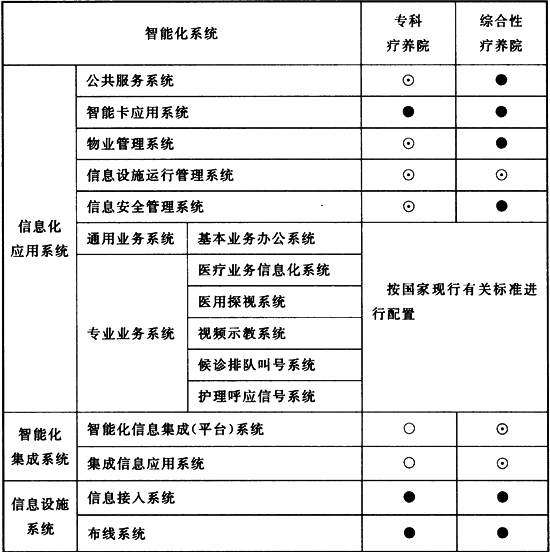 智能化系统
专科
疗养院
综合性
疗养院
信息化
应用系统
公共服务系统 ⊙ ●
智能卡应用系统 ● ●
物业管理系统 ⊙ ●
信息设施运行管理系统 ⊙ ⊙
信息安全管理系统 ⊙ ●
通用业务系统 基本业务办公系统
专业业务系统
医疗业务信息化系统
医用探视系统
视频示教系统
候诊排队叫号系统
护理呼应信号系统
按国家现行有关标准进
行配置
智能化
集成系统
智能化信息集成(平台)系统 ○ ⊙
集成信息应用系统 ○ ⊙
信息设施
系统
信息接入系统 ● ●
布线系统 ● ●